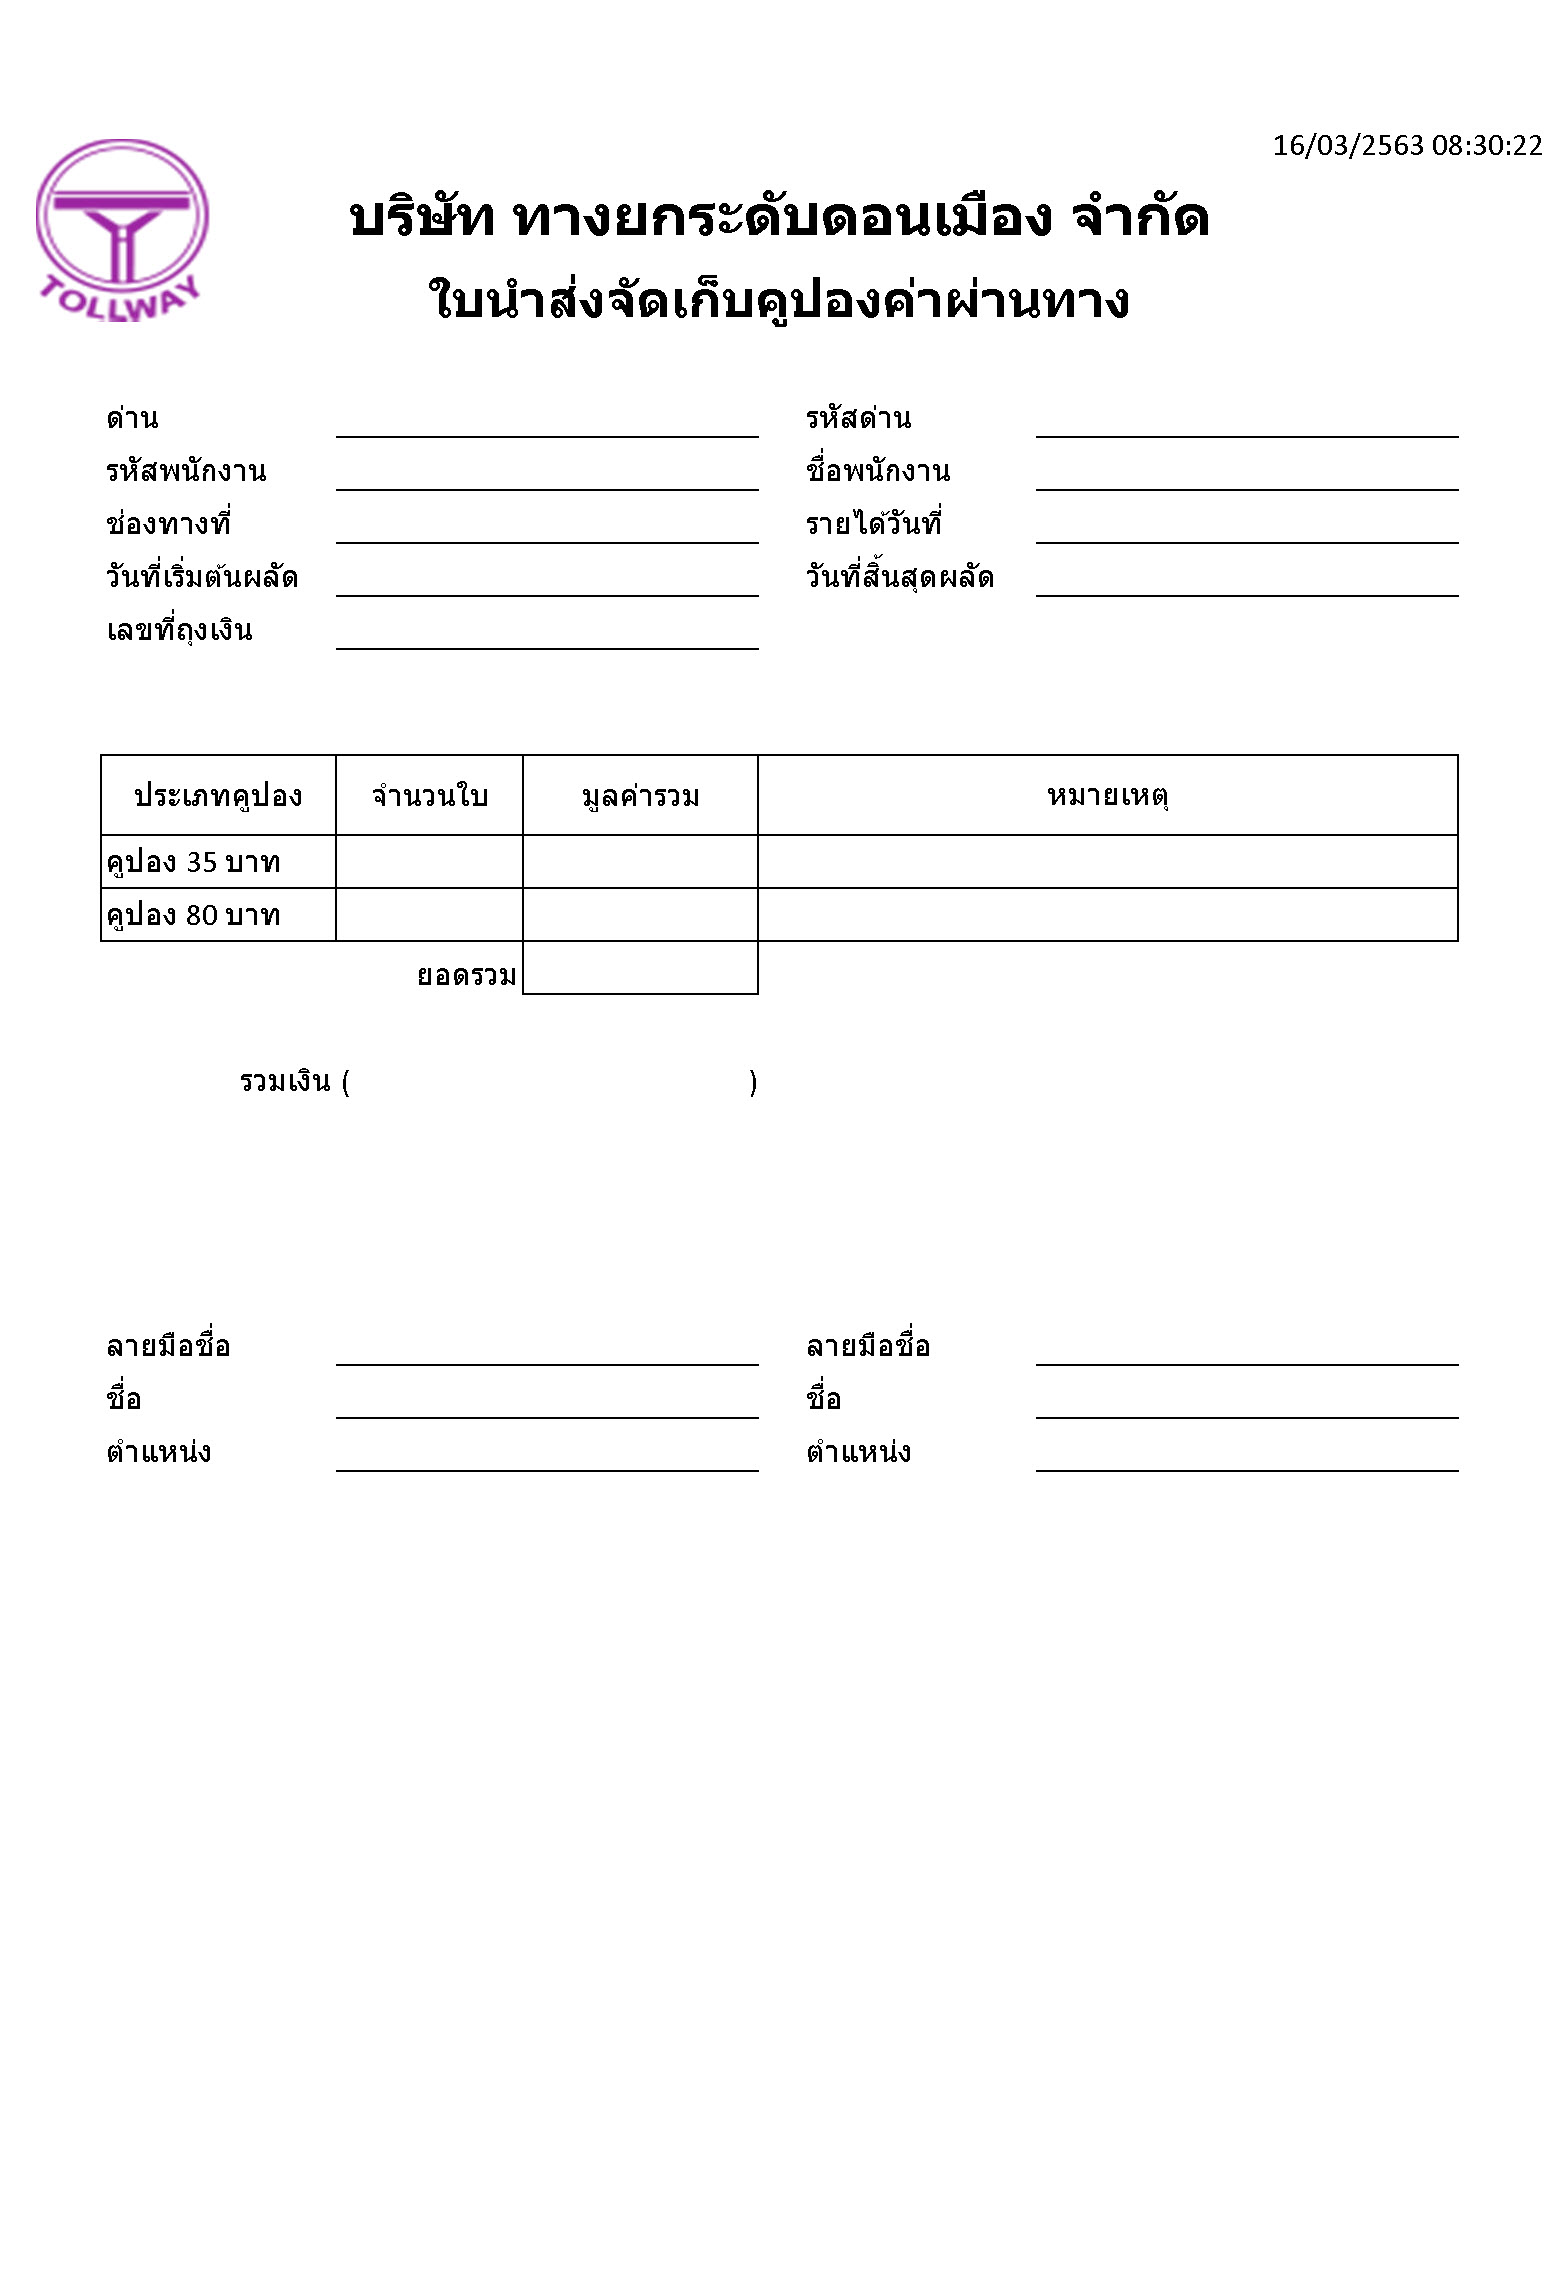 16/03/2563 08:30:22
TOLLWAY
บริษัท ทางยกระดับดอนเมือง จำกัด
ใบนำส่งจัดเก็บคูปองค่าผ่านทาง
ด่าน รหัสด่าน
รหัสพนักงาน ชื่อพนักงาน
ช่องทางที่ รายได้วันที่
วันที่เริ่มต้นผลัด วันที่สิ้นสุดผลัด
เลขที่ถุงเงิน
ประเภทคูปอง จำนวนใบ มูลค่ารวม หมายเหตุ
คูปอง 35 บาท
คูปอง 80 บาท
ยอดรวม
รวมเงิน ( )
ลายมือชื่อ ลายมือชื่อ
ชื่อ ชื่อ
ตำแหน่ง ตำแหน่ง